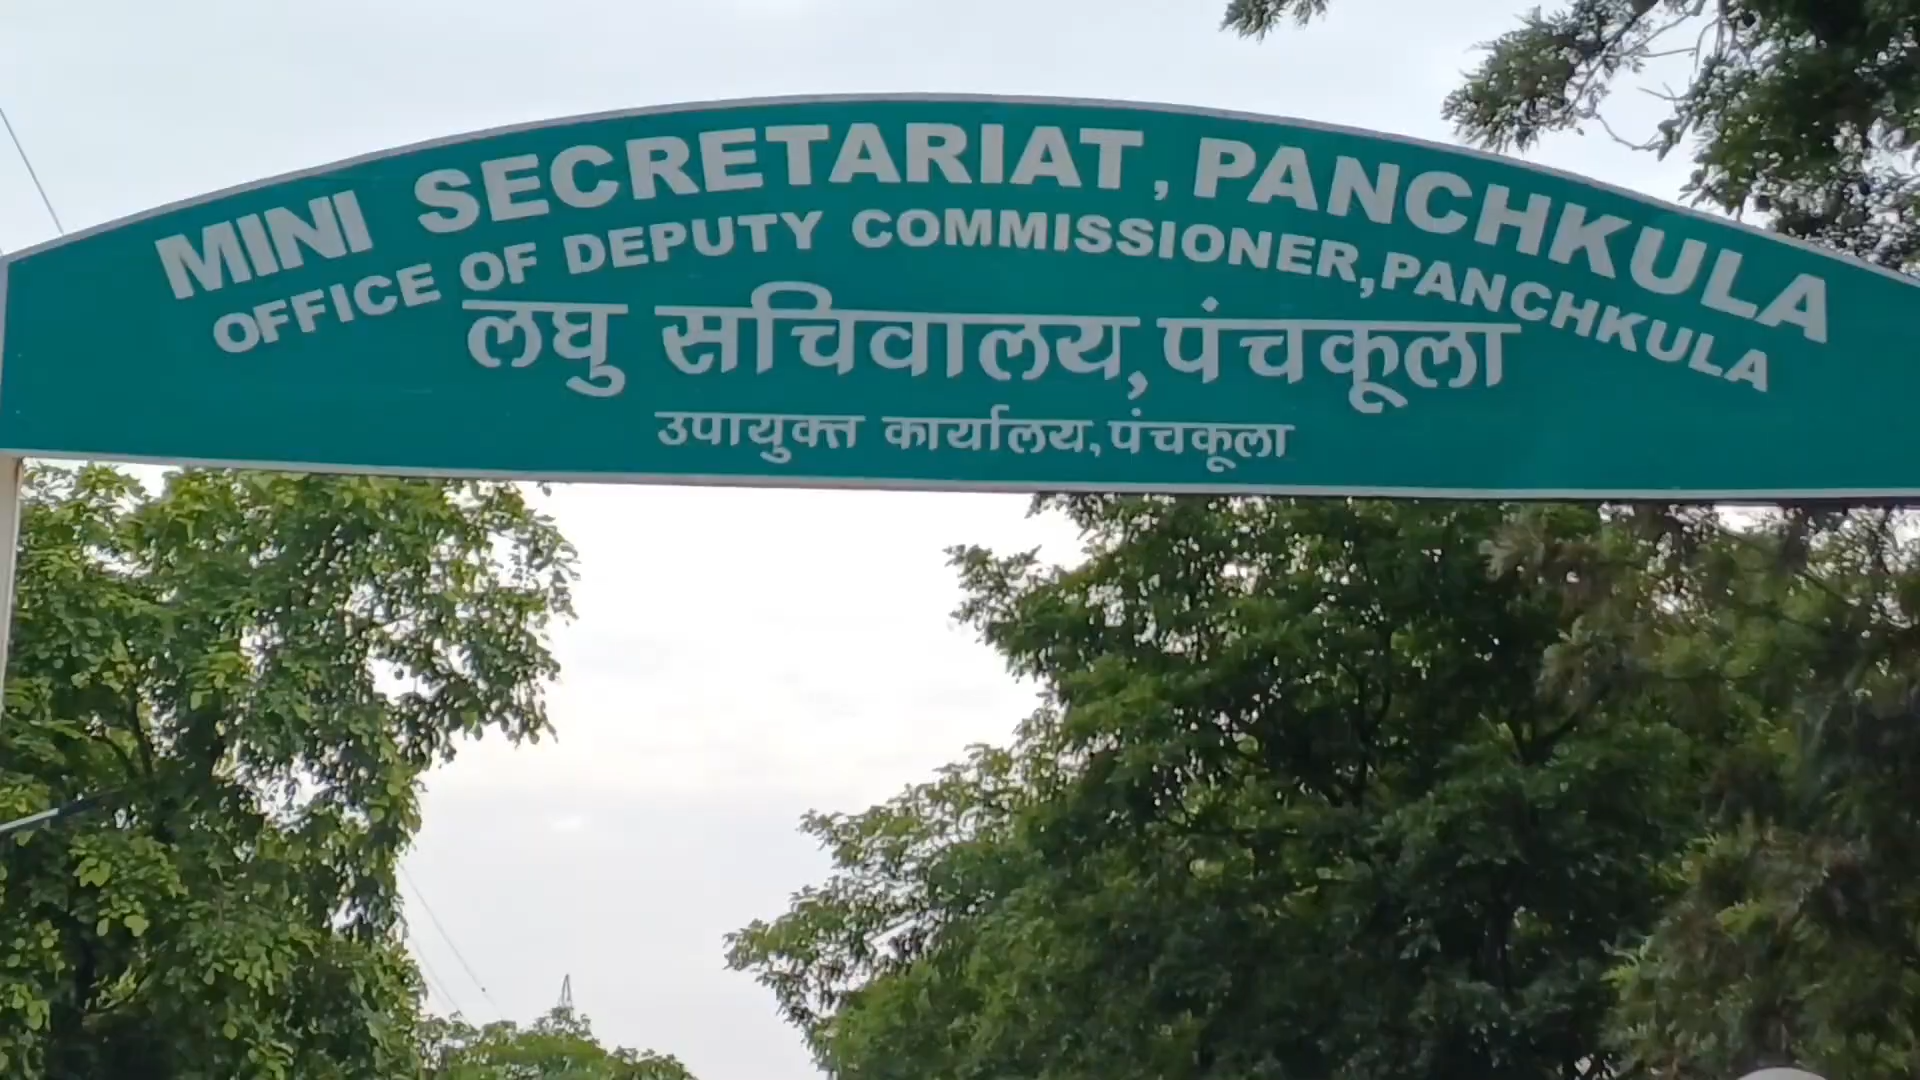 MINI SECRETARIAT, PANCHKULA
OFFICE OF DEPUTY COMMISSIONER, PANCHKULA
लघु सचिवालय, पंचकूला
उपायुक्त कार्यालय, पंचकूला